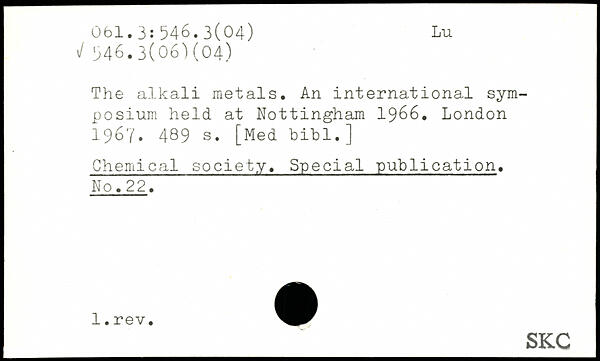 061.3:546.3(04) Lu
√ 546.3(06)(04)
The alkali metals. An international sym-
posium held at Nottingham 1966. London
1967. 489 s. [Med bibl.]
Chemical society. Special publication.
No.22.
1.rev.
SKC